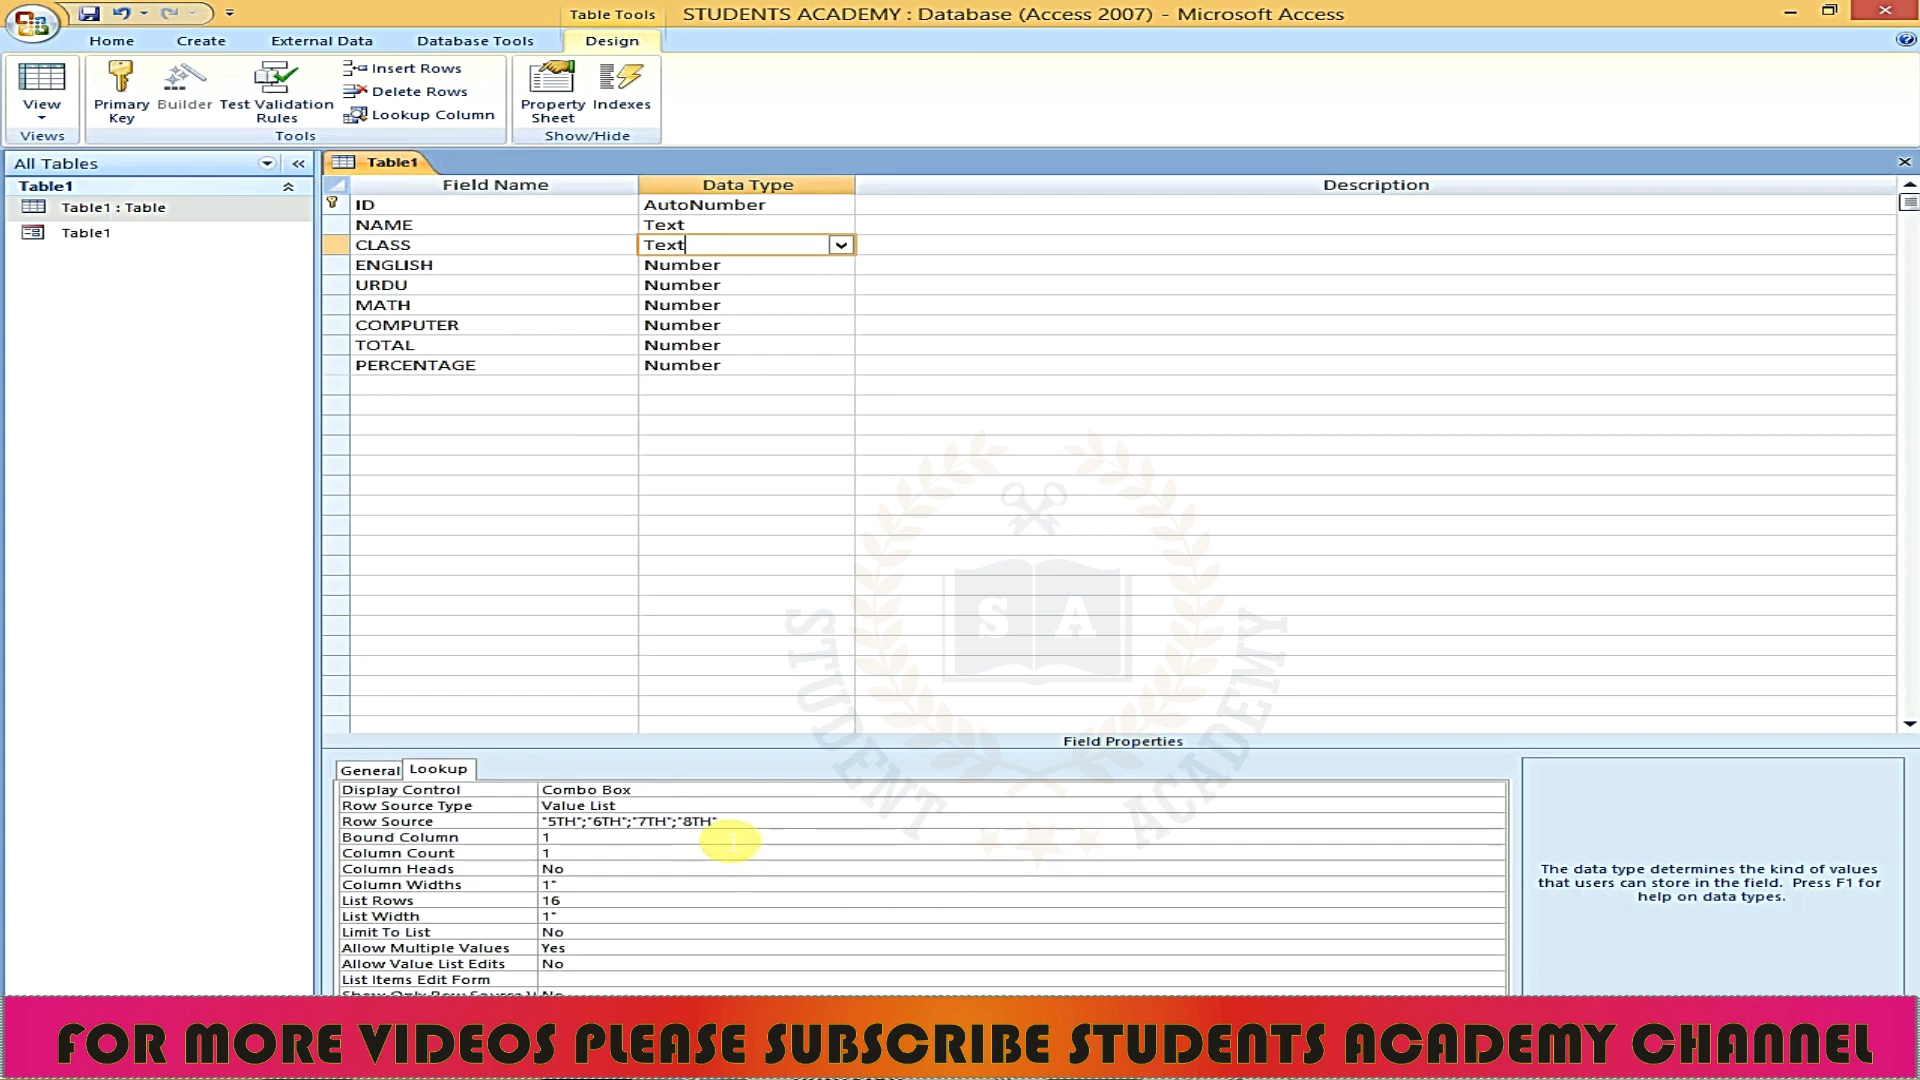 Table Tools STUDENTS ACADEMY : Database (Access 2007) - Microsoft Access
Home Create External Data Database Tools Design
View
Views
Primary Key
Builder
Test Validation Rules
Insert Rows
Delete Rows
Lookup Column
Tools
Property Sheet
Indexes
Show/Hide
All Tables
Table1
Table1 : Table
Table1
Table1
Field Name Data Type Description
ID AutoNumber
NAME Text
CLASS Text
ENGLISH Number
URDU Number
MATH Number
COMPUTER Number
TOTAL Number
PERCENTAGE Number
S A
STUDENT ACADEMY
Field Properties
General Lookup
Display Control Combo Box
Row Source Type Value List
Row Source "5TH";"6TH";"7TH";"8TH"
Bound Column 1
Column Count 1
Column Heads No
Column Widths 1"
List Rows 16
List Width 1"
Limit To List No
Allow Multiple Values Yes
Allow Value List Edits No
List Items Edit Form
The data type determines the kind of values
that users can store in the field. Press F1 for
help on data types.
FOR MORE VIDEOS PLEASE SUBSCRIBE STUDENTS ACADEMY CHANNEL